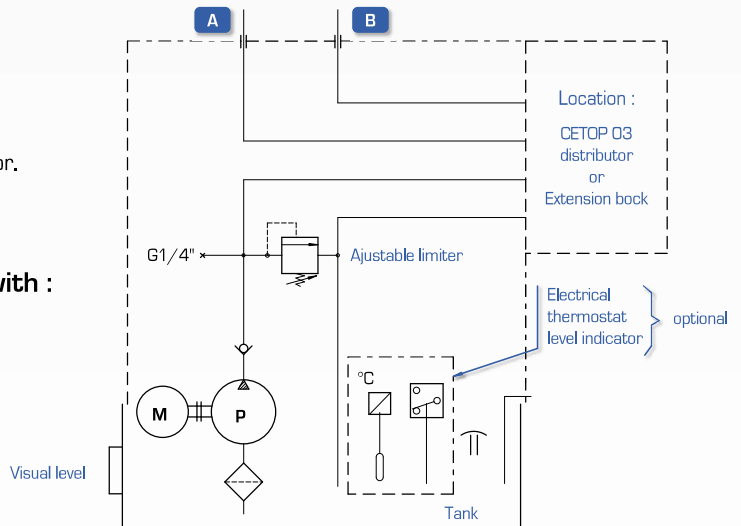 A
B
Location :
CETOP 03
distributor
or
Extension bock
or.
G1/4"
Ajustable limiter
with :
Electrical
thermostat
level indicator
optional
°C
M
P
Visual level
Tank